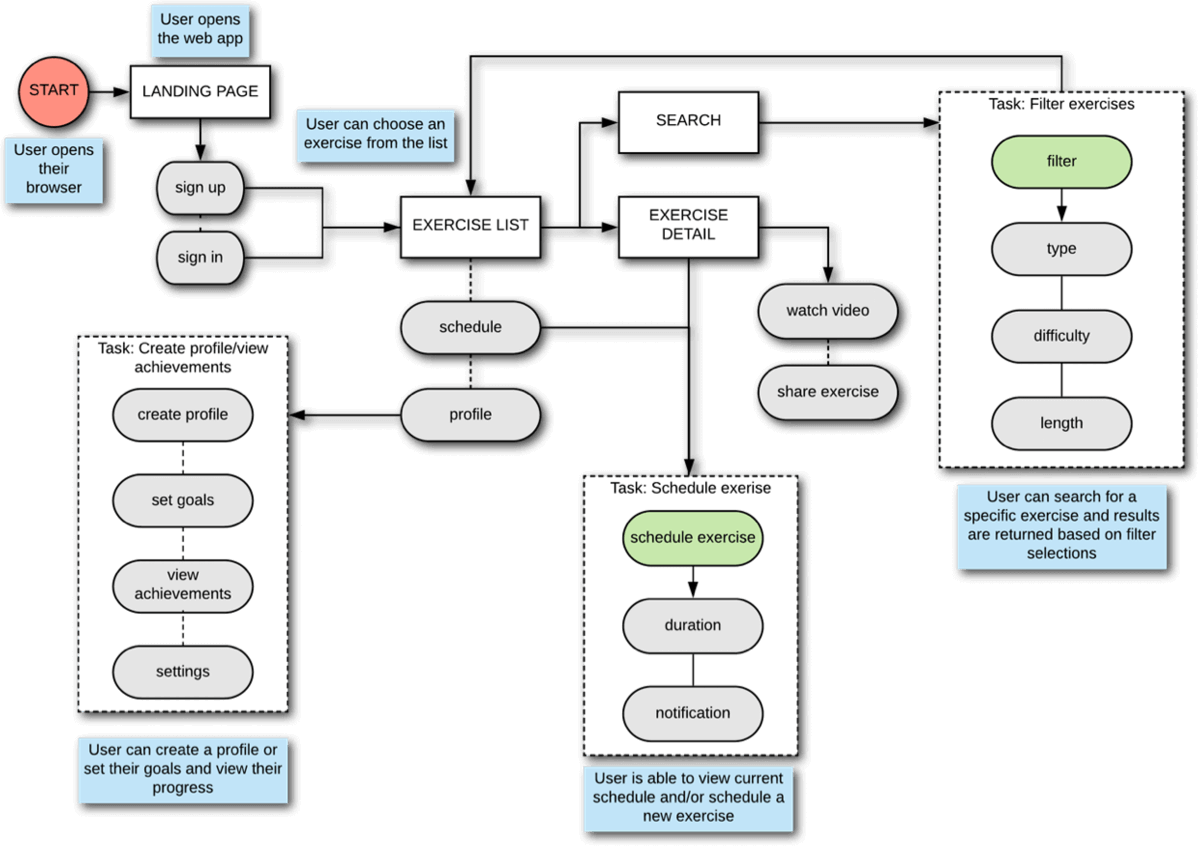 User opens
the web app
START
LANDING PAGE
User opens
their
browser
sign up
sign in
User can choose an
exercise from the list
EXERCISE LIST
SEARCH
EXERCISE
DETAIL
schedule
profile
watch video
share exercise
Task: Filter exercises
filter
type
difficulty
length
User can search for a
specific exercise and results
are returned based on filter
selections
Task: Create profile/view
achievements
create profile
set goals
view
achievements
settings
User can create a profile or
set their goals and view their
progress
Task: Schedule exerise
schedule exercise
duration
notification
User is able to view current
schedule and/or schedule a
new exercise